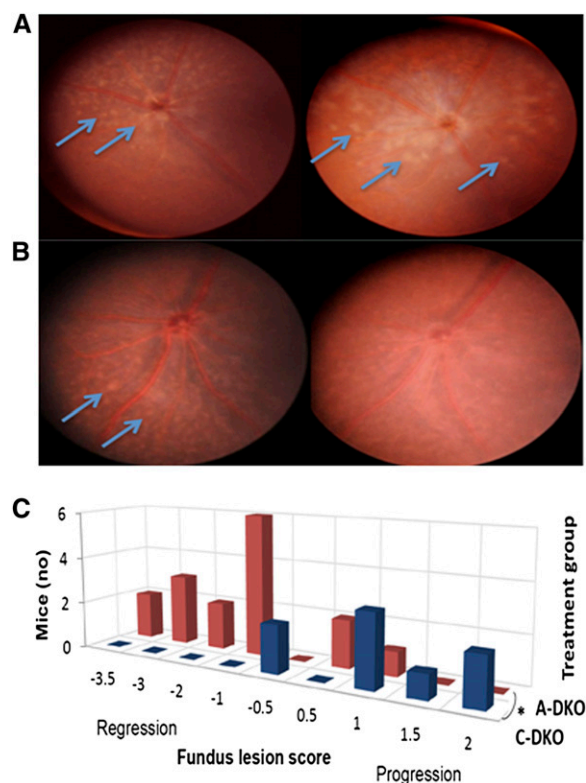 A
B
C
6
4
2
0
Mice (no)
-3.5
-3
-2
-1
-0.5
0.5
1
1.5
2
Regression
Progression
Fundus lesion score
Treatment group
* A-DKO
C-DKO